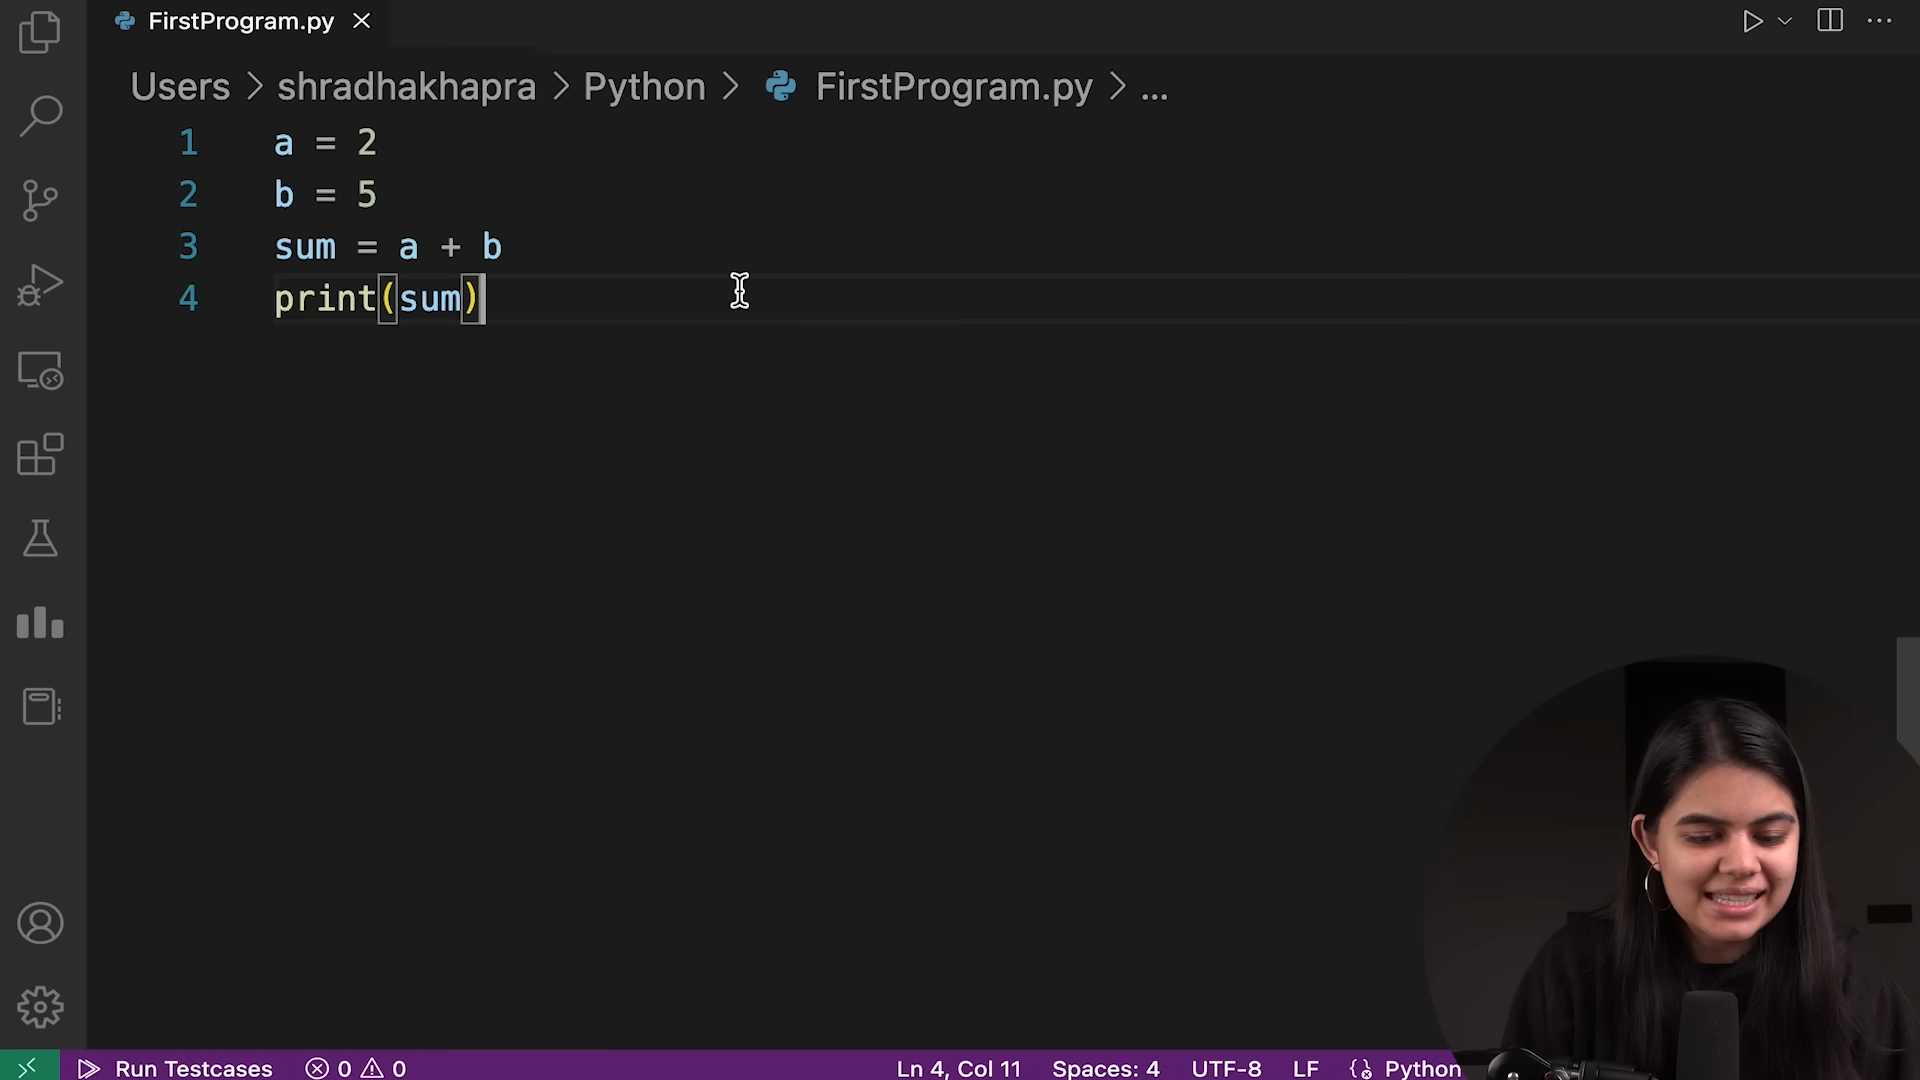 FirstProgram.py
Users > shradhakhapra > Python > FirstProgram.py > ...
1 a = 2
2 b = 5
3 sum = a + b
4 print(sum)
Run Testcases 0 0 Ln 4, Col 11 Spaces: 4 UTF-8 LF Python